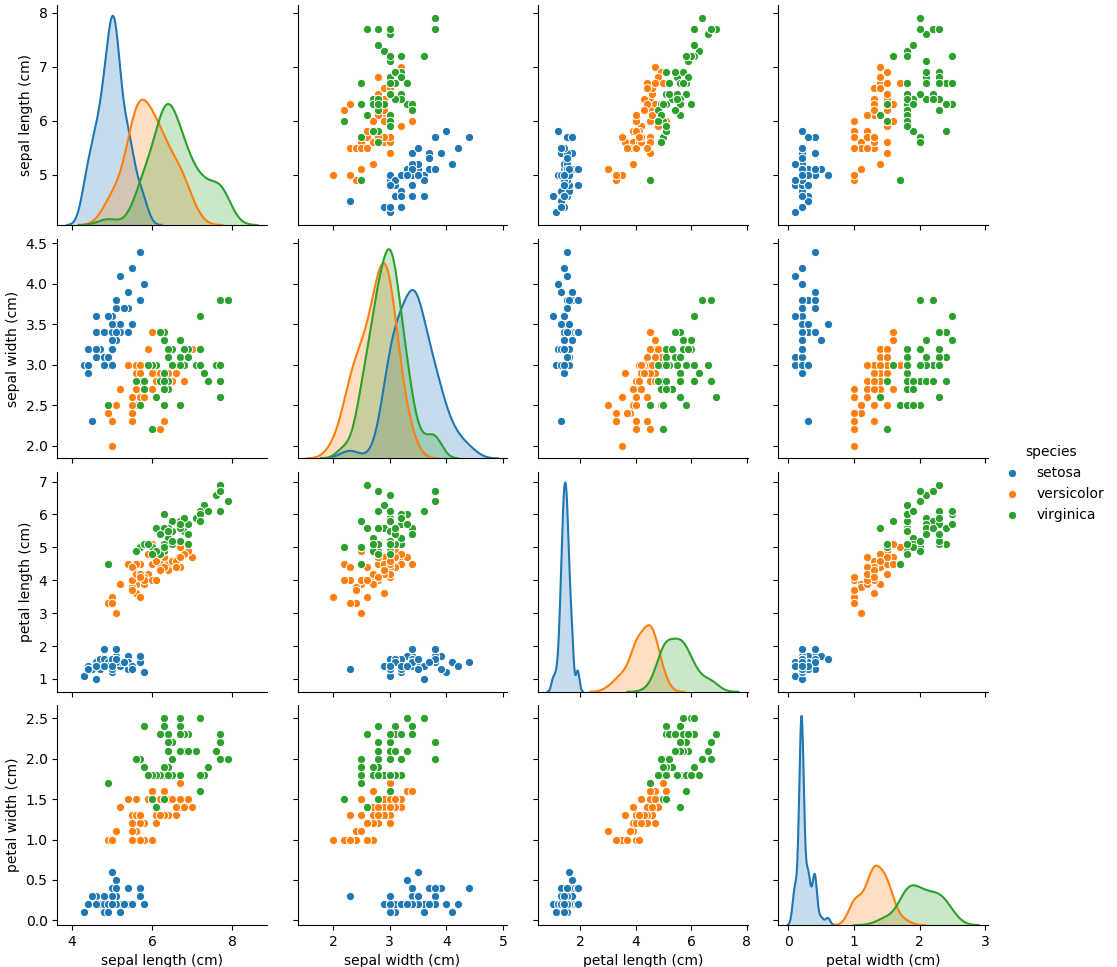 8
7
6
5
sepal length (cm)
4.5
4.0
3.5
3.0
2.5
2.0
sepal width (cm)
species
setosa
versicolor
virginica
7
6
5
4
3
2
1
petal length (cm)
2.5
2.0
1.5
1.0
0.5
0.0
petal width (cm)
4 6 8
2 3 4 5
2 4 6 8
0 1 2 3
sepal length (cm)
sepal width (cm)
petal length (cm)
petal width (cm)